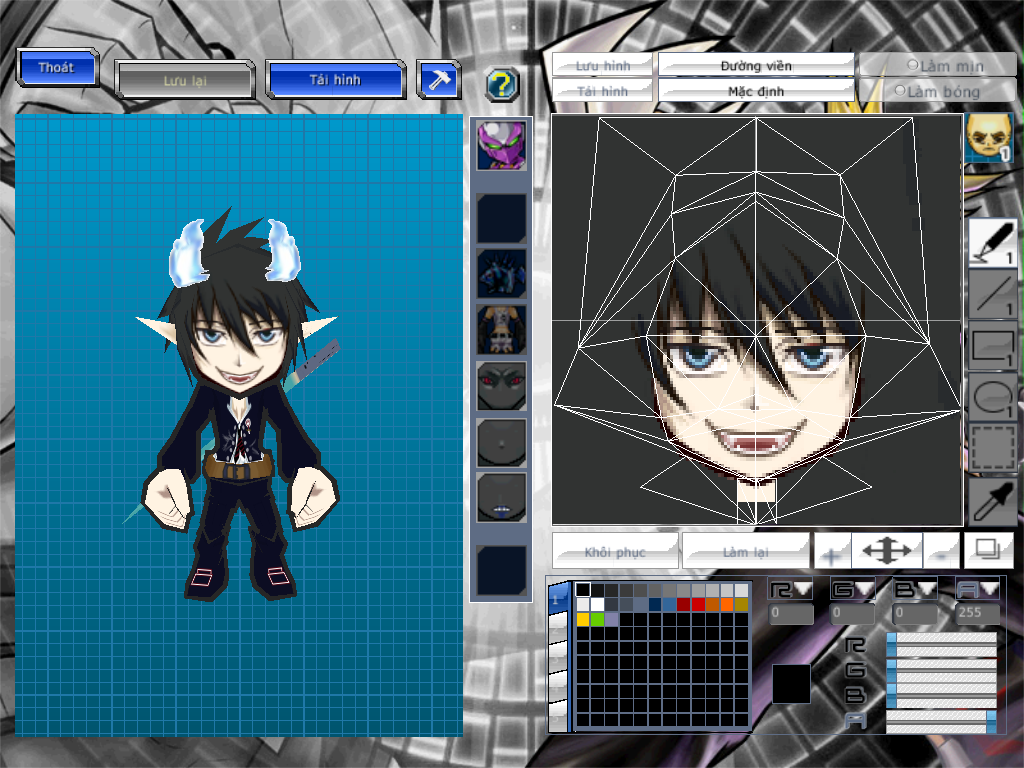 Thoát
Lưu lại
Tải hình
?
Lưu hình
Đường viền
Làm mịn
Tải hình
Mặc định
Làm bóng
1
1
1
1
1
Khôi phục
Làm lại
+
-
1
R G B A
0 0 0 255
R
G
B
A